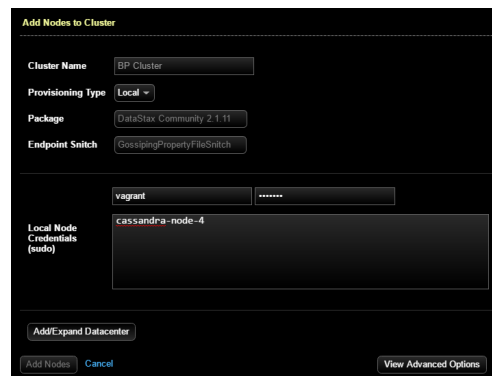 Add Nodes to Cluster
Cluster Name BP Cluster
Provisioning Type Local
Package DataStax Community 2.1.11
Endpoint Snitch GossipingPropertyFileSnitch
vagrant •••••••
cassandra-node-4
Local Node
Credentials
(sudo)
Add/Expand Datacenter
Add Nodes Cancel View Advanced Options